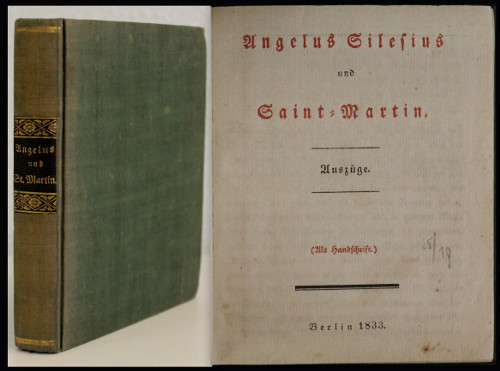 Angelus
und
St. Martin.
Angelus Silesius
und
Saint-Martin.
Auszüge.
(Als Handschrift.)
Berlin 1833.